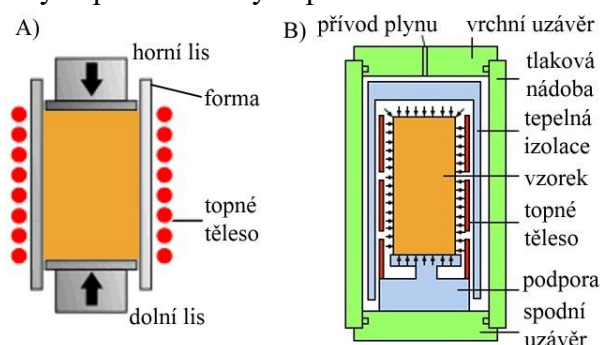 A)
horní lis
forma
topné
těleso
dolní lis
B)
přívod plynu
vrchní uzávěr
tlaková
nádoba
tepelná
izolace
vzorek
topné
těleso
podpora
spodní
uzávěr